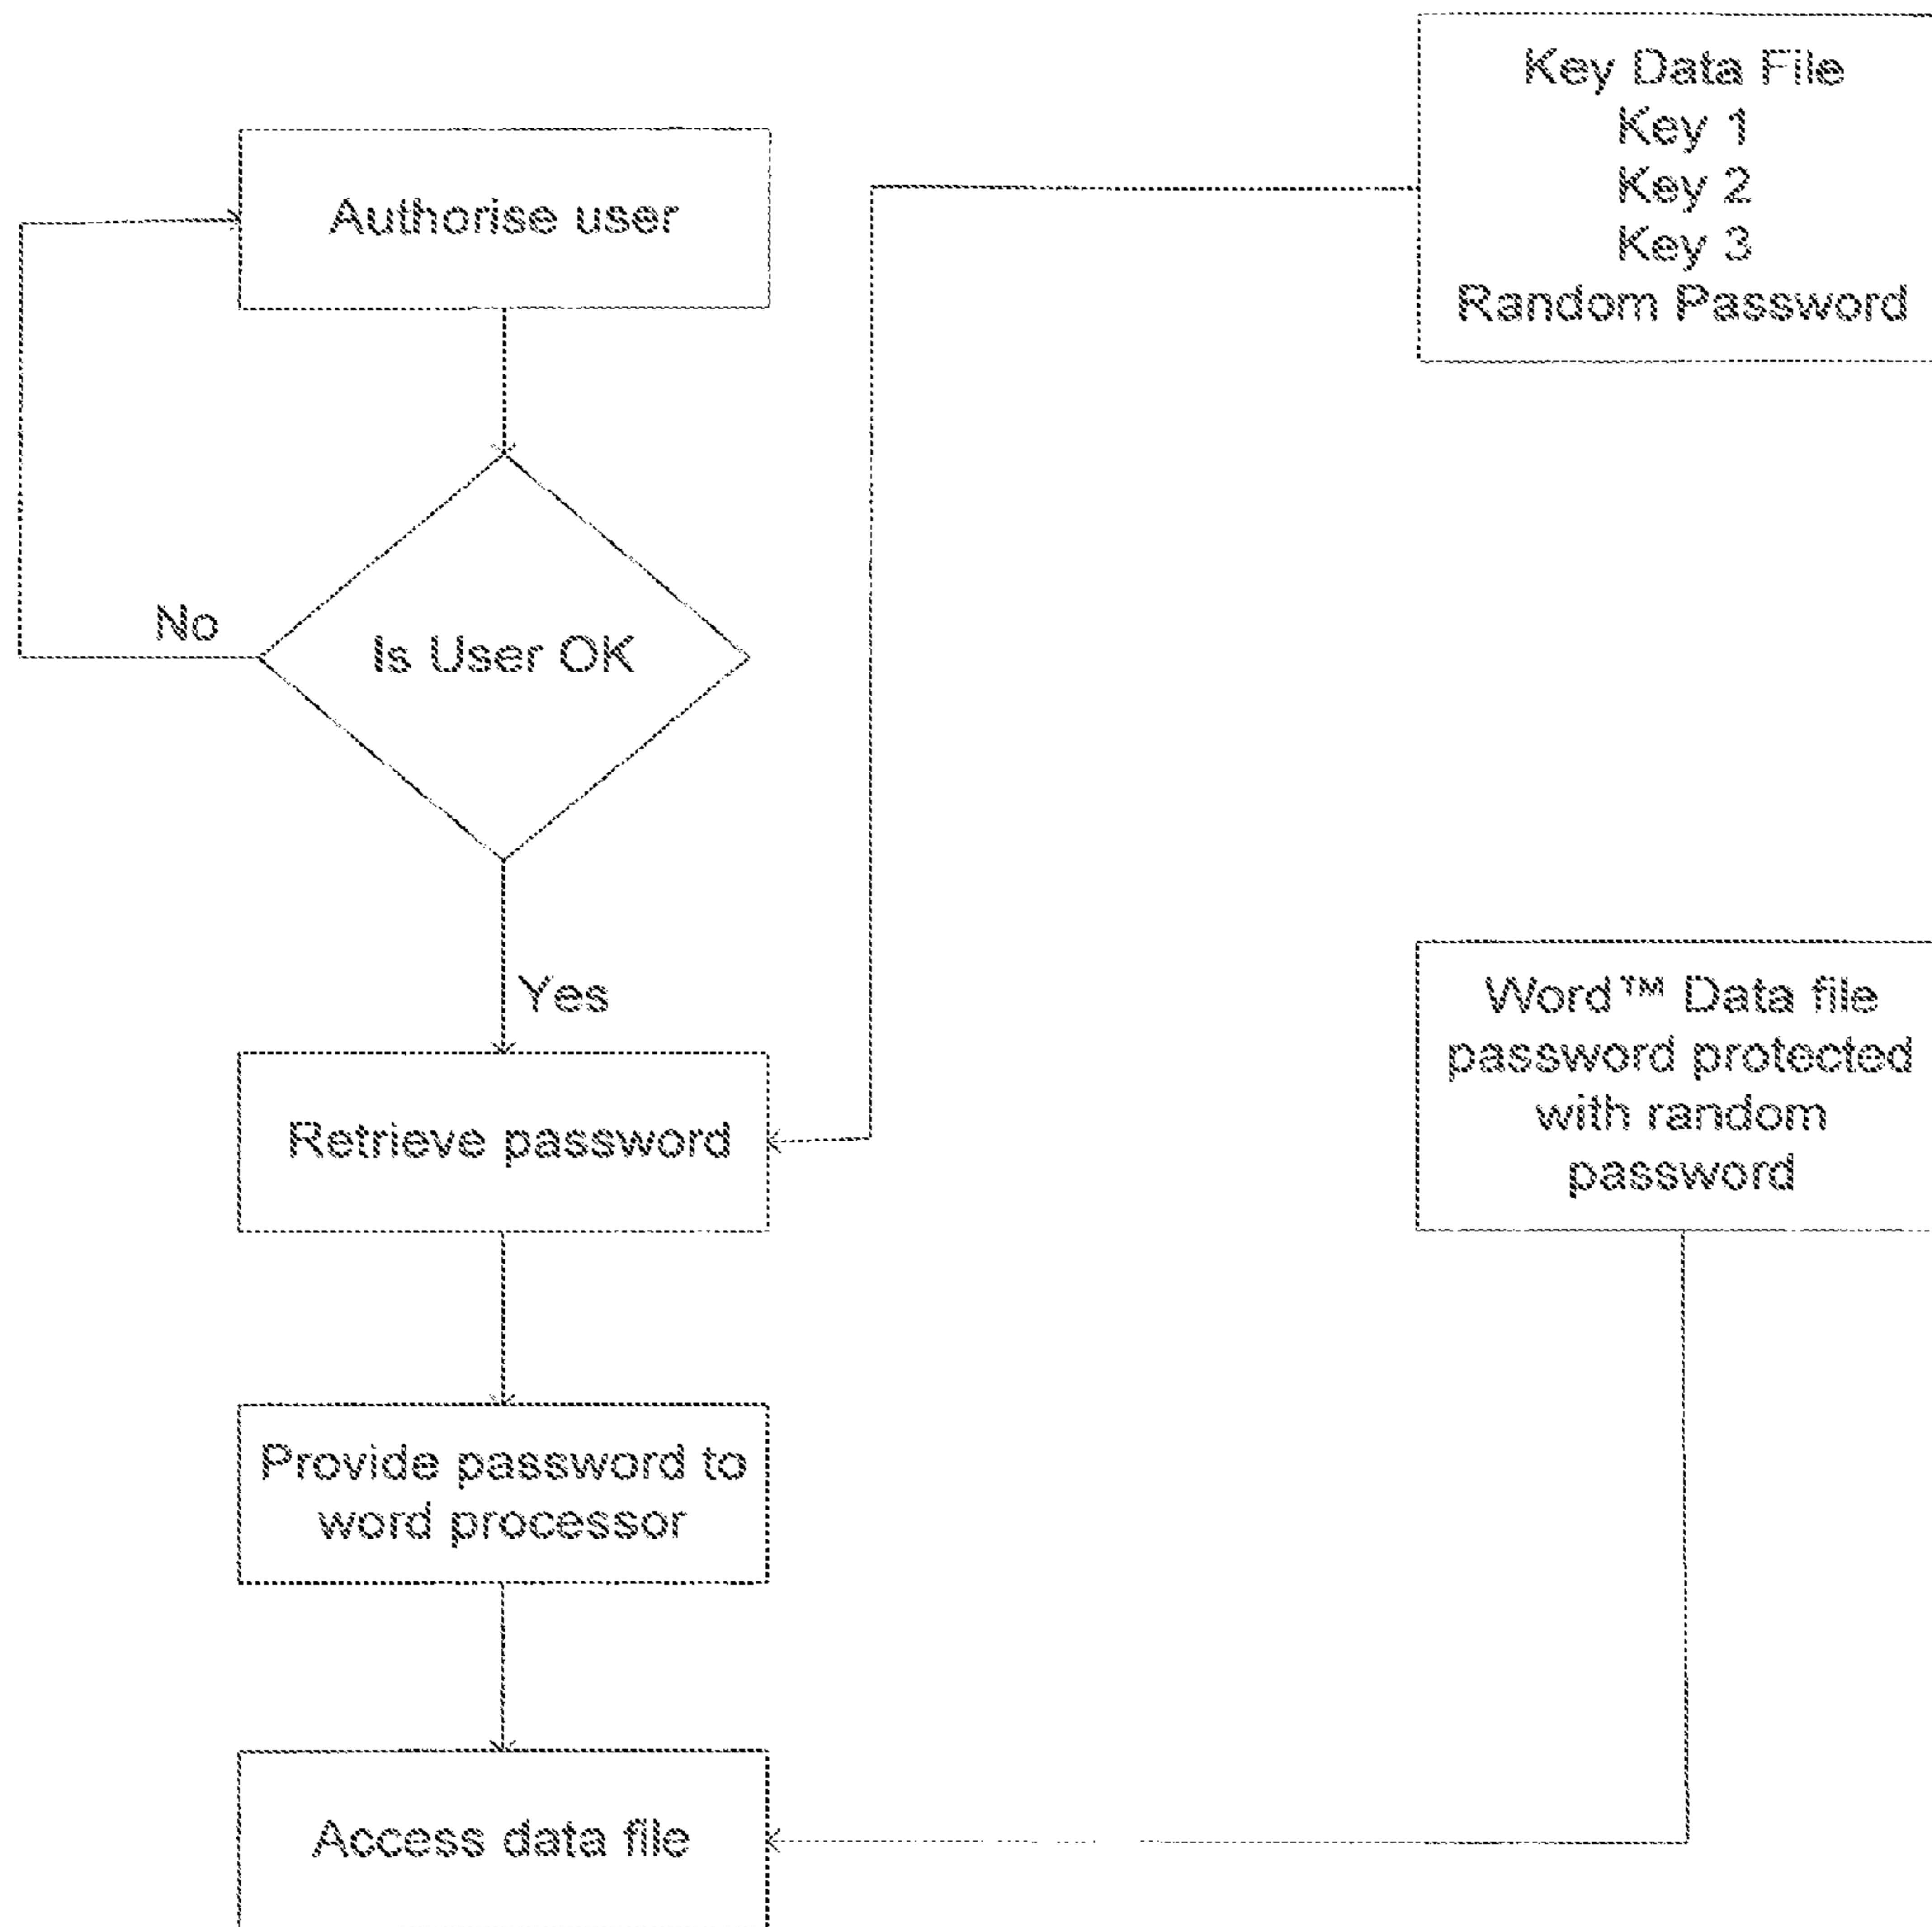 Key Data File
Key 1
Key 2
Key 3
Random Password
Authorise user
No
Is User OK
Yes
Word™ Data file
password protected
with random
password
Retrieve password
Provide password to
word processor
Access data file